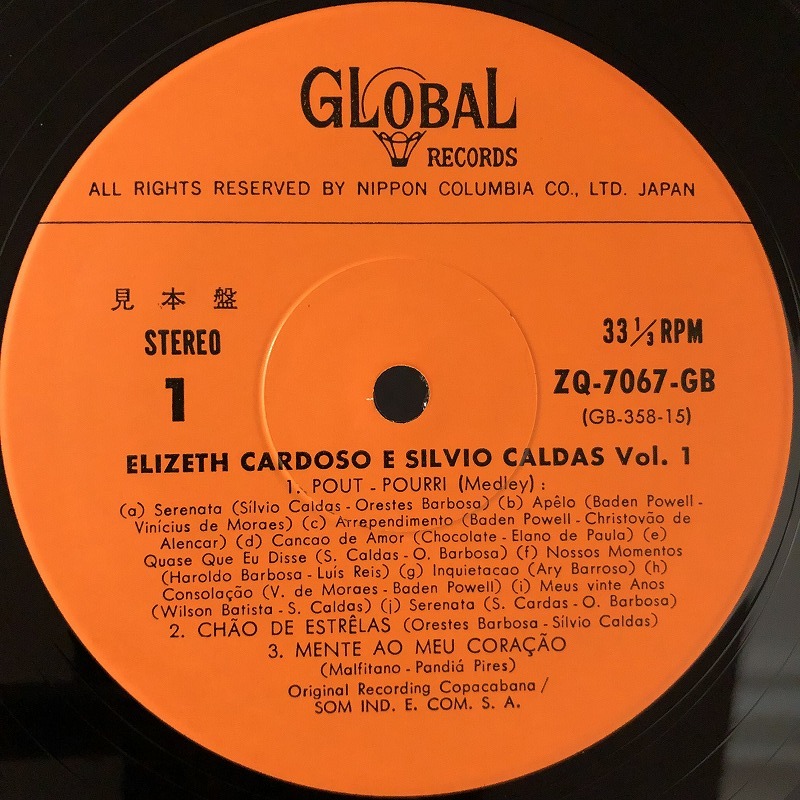 GLOBAL
RECORDS
ALL RIGHTS RESERVED BY NIPPON COLUMBIA CO., LTD. JAPAN
見本盤
STEREO
1
33 1/3 RPM
ZQ-7067-GB
(GB-358-15)
ELIZETH CARDOSO E SILVIO CALDAS Vol. 1
1. POUT - POURRI (Medley) :
(a) Serenata (Sílvio Caldas - Orestes Barbosa) (b) Apêlo (Baden Powell -
Vinícius de Moraes) (c) Arrependimento (Baden Powell - Christovão de
Alencar) (d) Cancao de Amor (Chocolate - Elano de Paula) (e)
Quase Que Eu Disse (S. Caldas - O. Barbosa) (f) Nossos Momentos
(Haroldo Barbosa - Luís Reis) (g) Inquietacao (Ary Barroso) (h)
Consolação (V. de Moraes - Baden Powell) (i) Meus vinte Anos
(Wilson Batista - S. Caldas) (j) Serenata (S. Cardas - O. Barbosa)
2. CHÃO DE ESTRÊLAS (Orestes Barbosa - Sílvio Caldas)
3. MENTE AO MEU CORAÇÃO
(Malfitano - Pandiá Pires)
Original Recording Copacabana /
SOM IND. E. COM. S. A.